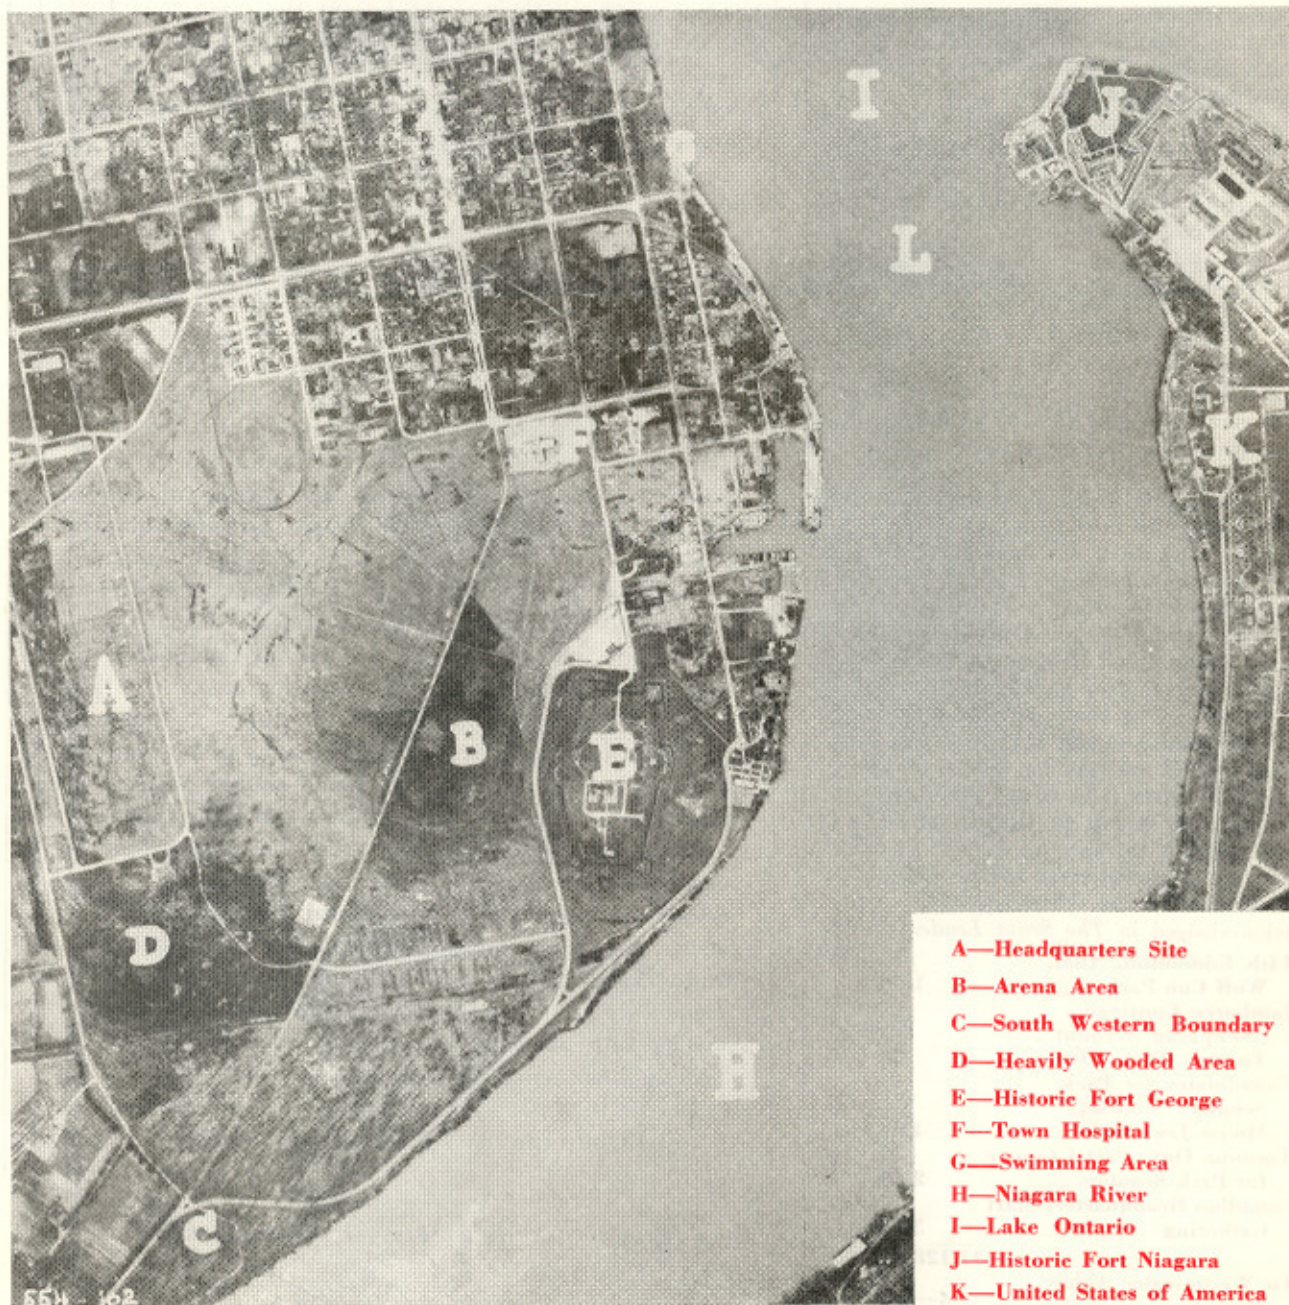 I
J
L
K
A
B
E
D
H
C
A—Headquarters Site
B—Arena Area
C—South Western Boundary
D—Heavily Wooded Area
E—Historic Fort George
F—Town Hospital
G—Swimming Area
H—Niagara River
I—Lake Ontario
J—Historic Fort Niagara
K—United States of America